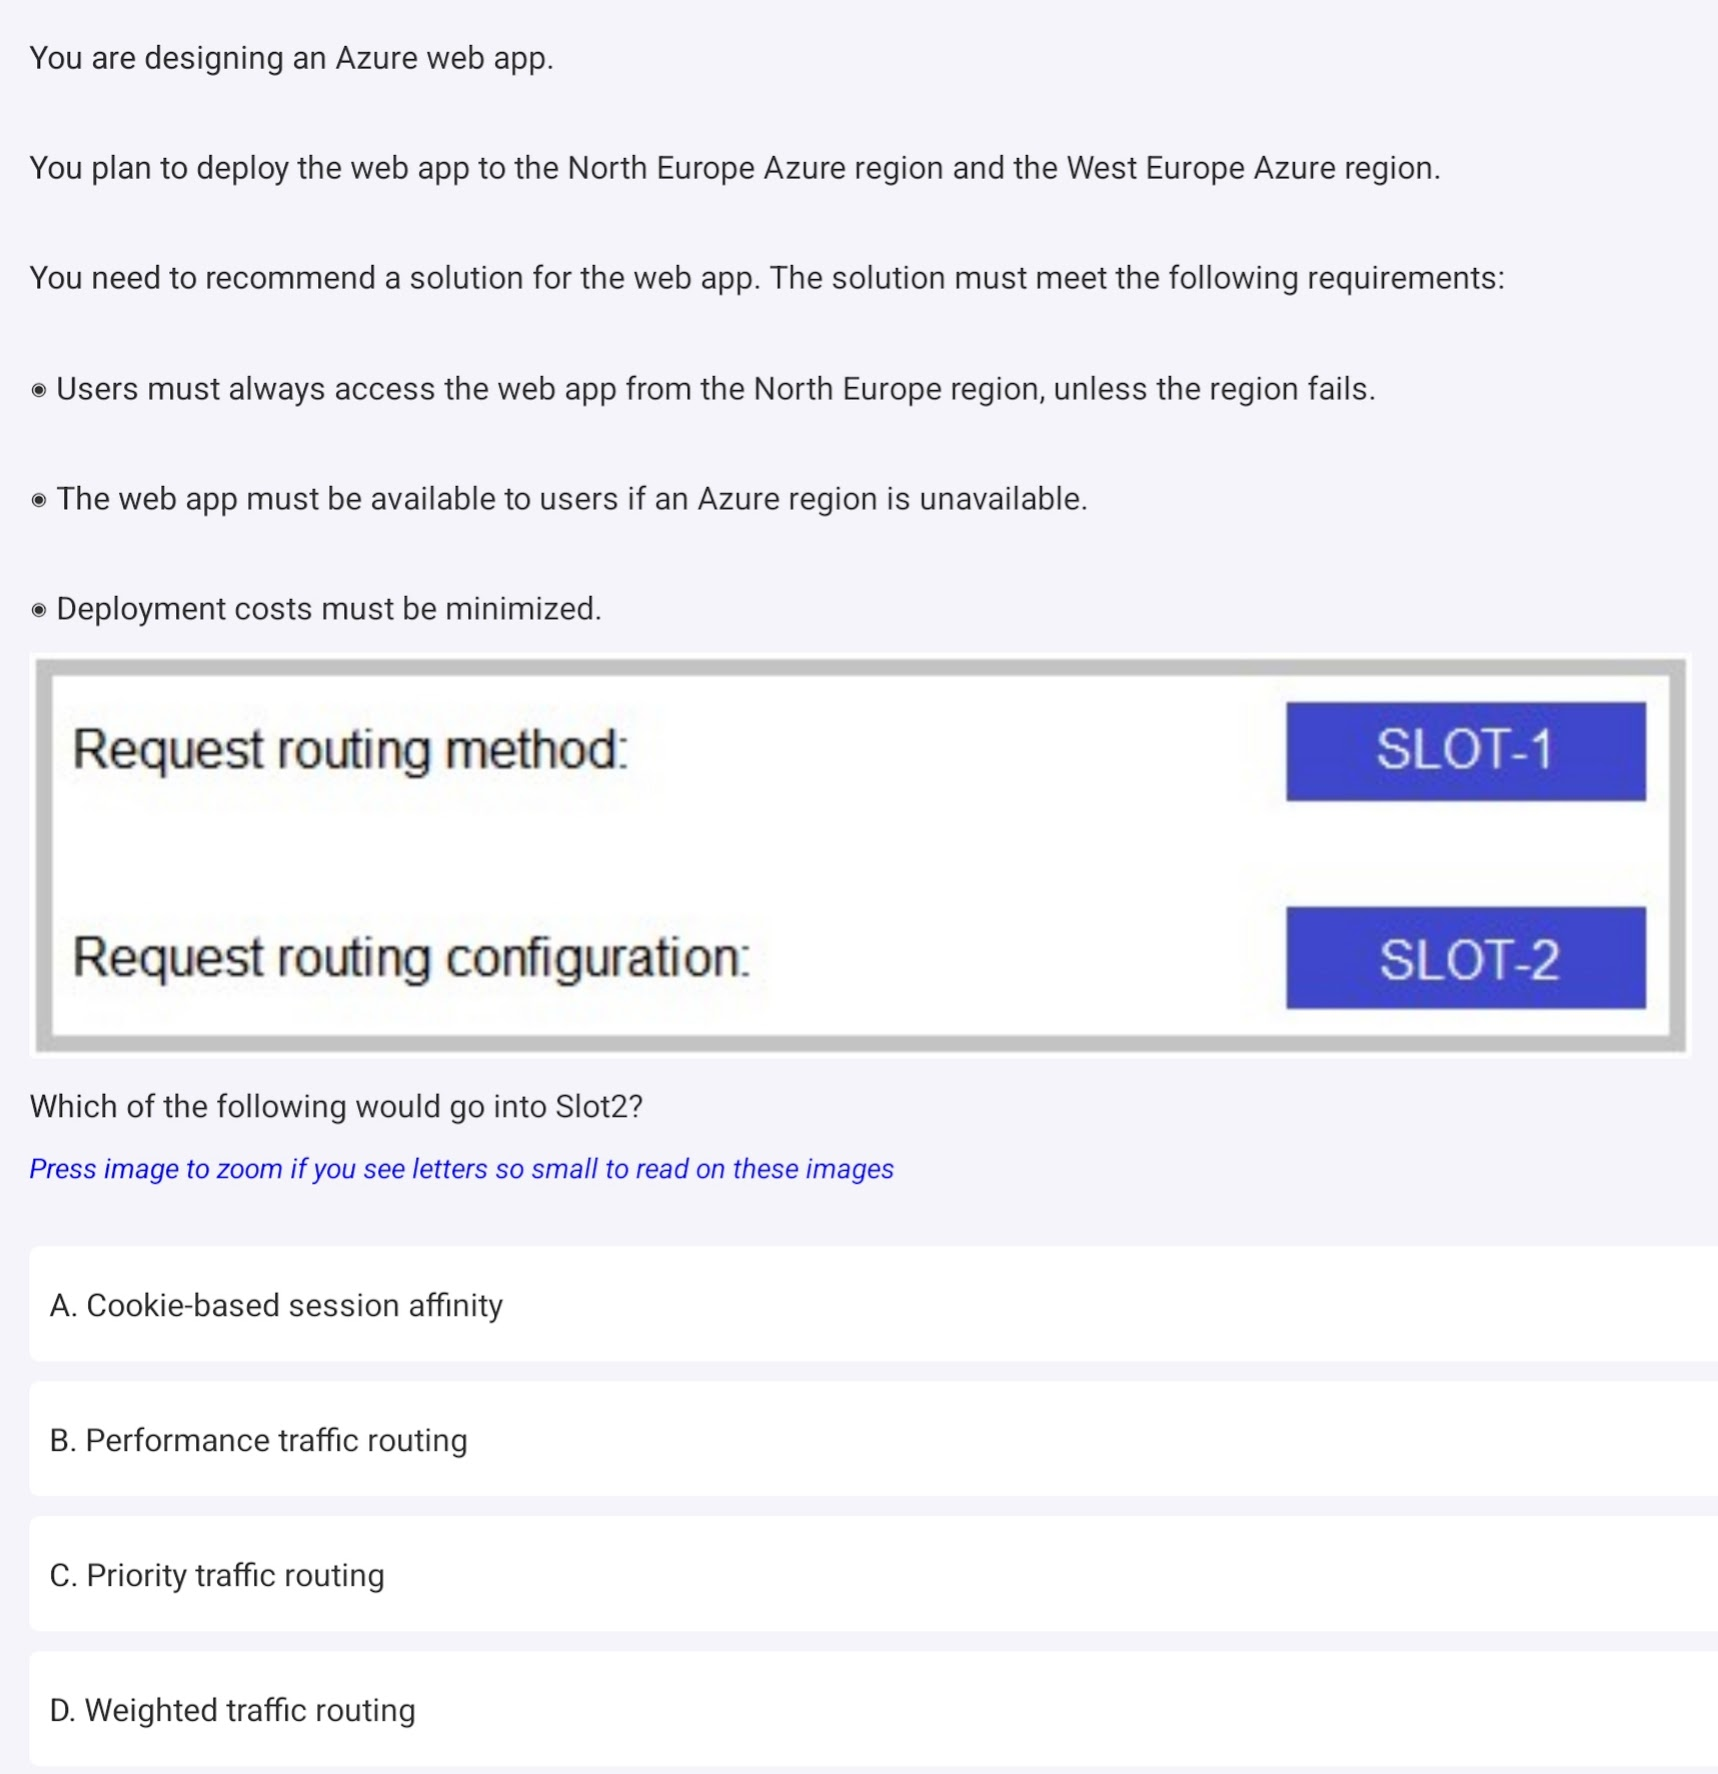 You are designing an Azure web app.
You plan to deploy the web app to the North Europe Azure region and the West Europe Azure region.
You need to recommend a solution for the web app. The solution must meet the following requirements:
◉ Users must always access the web app from the North Europe region, unless the region fails.
◉ The web app must be available to users if an Azure region is unavailable.
◉ Deployment costs must be minimized.
Request routing method: SLOT-1
Request routing configuration: SLOT-2
Which of the following would go into Slot2?
Press image to zoom if you see letters so small to read on these images
A. Cookie-based session affinity
B. Performance traffic routing
C. Priority traffic routing
D. Weighted traffic routing